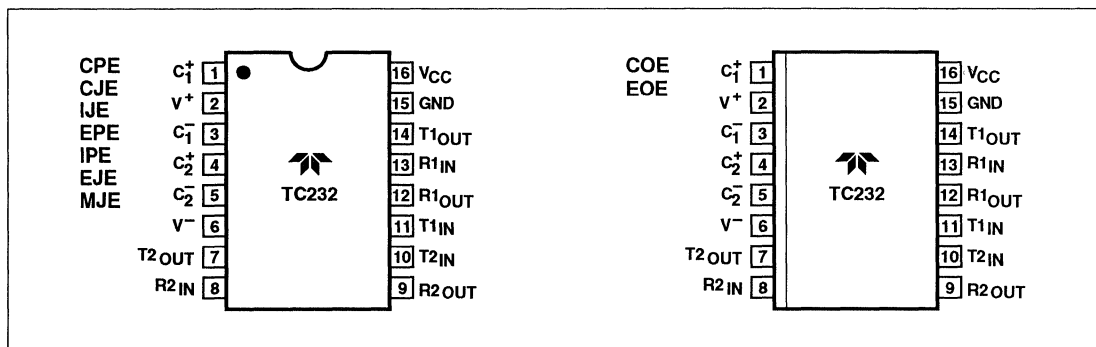 CPE
CJE
IJE
EPE
IPE
EJE
MJE
C1+ 1
V+ 2
C1− 3
C2+ 4
C2− 5
V− 6
T2OUT 7
R2IN 8
TC232
16 VCC
15 GND
14 T1OUT
13 R1IN
12 R1OUT
11 T1IN
10 T2IN
9 R2OUT
COE
EOE
C1+ 1
V+ 2
C1− 3
C2+ 4
C2− 5
V− 6
T2OUT 7
R2IN 8
TC232
16 VCC
15 GND
14 T1OUT
13 R1IN
12 R1OUT
11 T1IN
10 T2IN
9 R2OUT